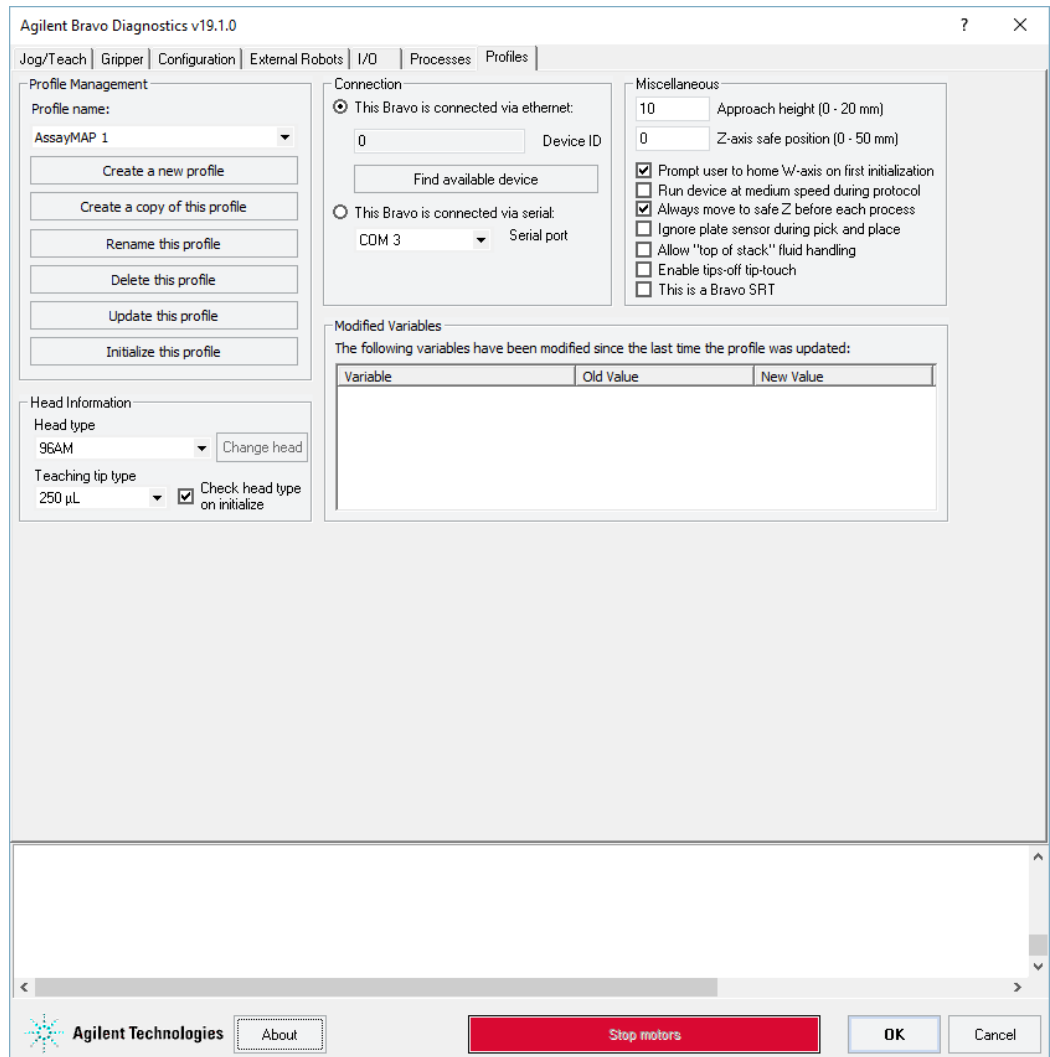 Agilent Bravo Diagnostics v19.1.0
?
Jog/Teach
Gripper
Configuration
External Robots
I/O
Processes
Profiles
Profile Management
Profile name:
AssayMAP 1
Create a new profile
Create a copy of this profile
Rename this profile
Delete this profile
Update this profile
Initialize this profile
Head Information
Head type
96AM
Change head
Teaching tip type
250 µL
Check head type
on initialize
Connection
This Bravo is connected via ethernet:
0
Device ID
Find available device
This Bravo is connected via serial:
COM 3
Serial port
Miscellaneous
10
Approach height (0 - 20 mm)
0
Z-axis safe position (0 - 50 mm)
Prompt user to home W-axis on first initialization
Run device at medium speed during protocol
Always move to safe Z before each process
Ignore plate sensor during pick and place
Allow "top of stack" fluid handling
Enable tips-off tip-touch
This is a Bravo SRT
Modified Variables
The following variables have been modified since the last time the profile was updated:
Variable
Old Value
New Value
Agilent Technologies
About
Stop motors
OK
Cancel